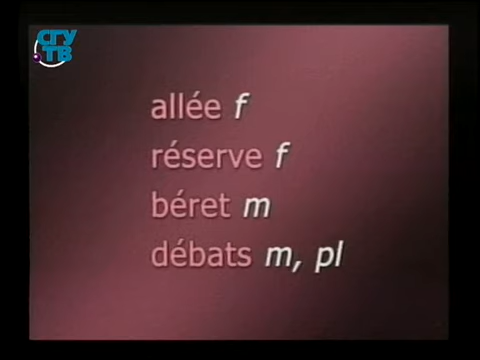 СГУ
ТВ
allée f
réserve f
béret m
débats m, pl